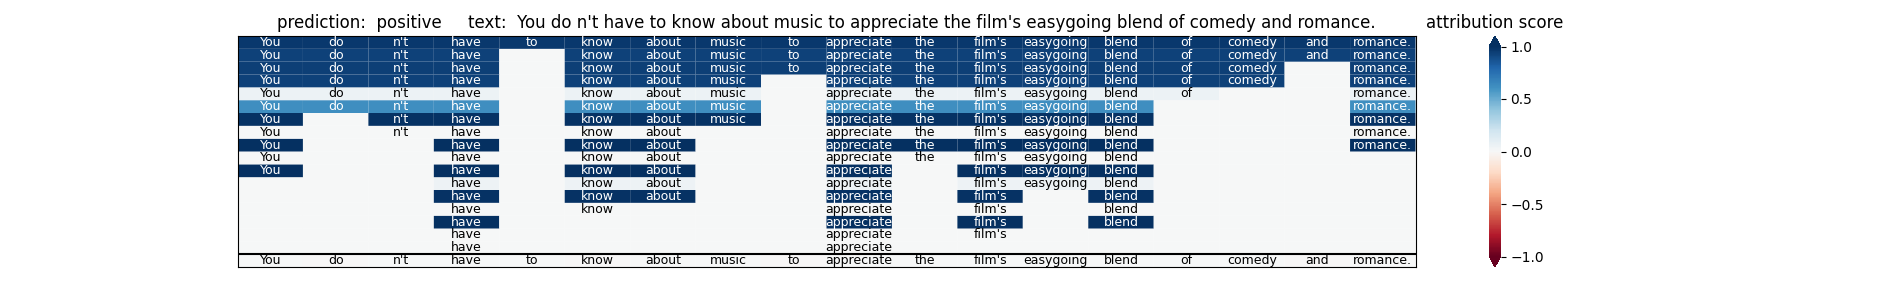 prediction:  positive     text:  You do n't have to know about music to appreciate the film's easygoing blend of comedy and romance.     attribution score
You do n't have to know about music to appreciate the film's easygoing blend of comedy and romance. 1.0
You do n't have know about music to appreciate the film's easygoing blend of comedy and romance.
You do n't have know about music to appreciate the film's easygoing blend of comedy romance.
You do n't have know about music appreciate the film's easygoing blend of comedy romance.
You do n't have know about music appreciate the film's easygoing blend of romance.
You do n't have know about music appreciate the film's easygoing blend romance. 0.5
You n't have know about music appreciate the film's easygoing blend romance.
You n't have know about appreciate the film's easygoing blend romance.
You have know about appreciate the film's easygoing blend romance.
You have know about appreciate the film's easygoing blend 0.0
You have know about appreciate film's easygoing blend
have know about appreciate film's easygoing blend
have know about appreciate film's blend
have know appreciate film's blend −0.5
have appreciate film's blend
have appreciate film's
have appreciate
You do n't have to know about music to appreciate the film's easygoing blend of comedy and romance. −1.0